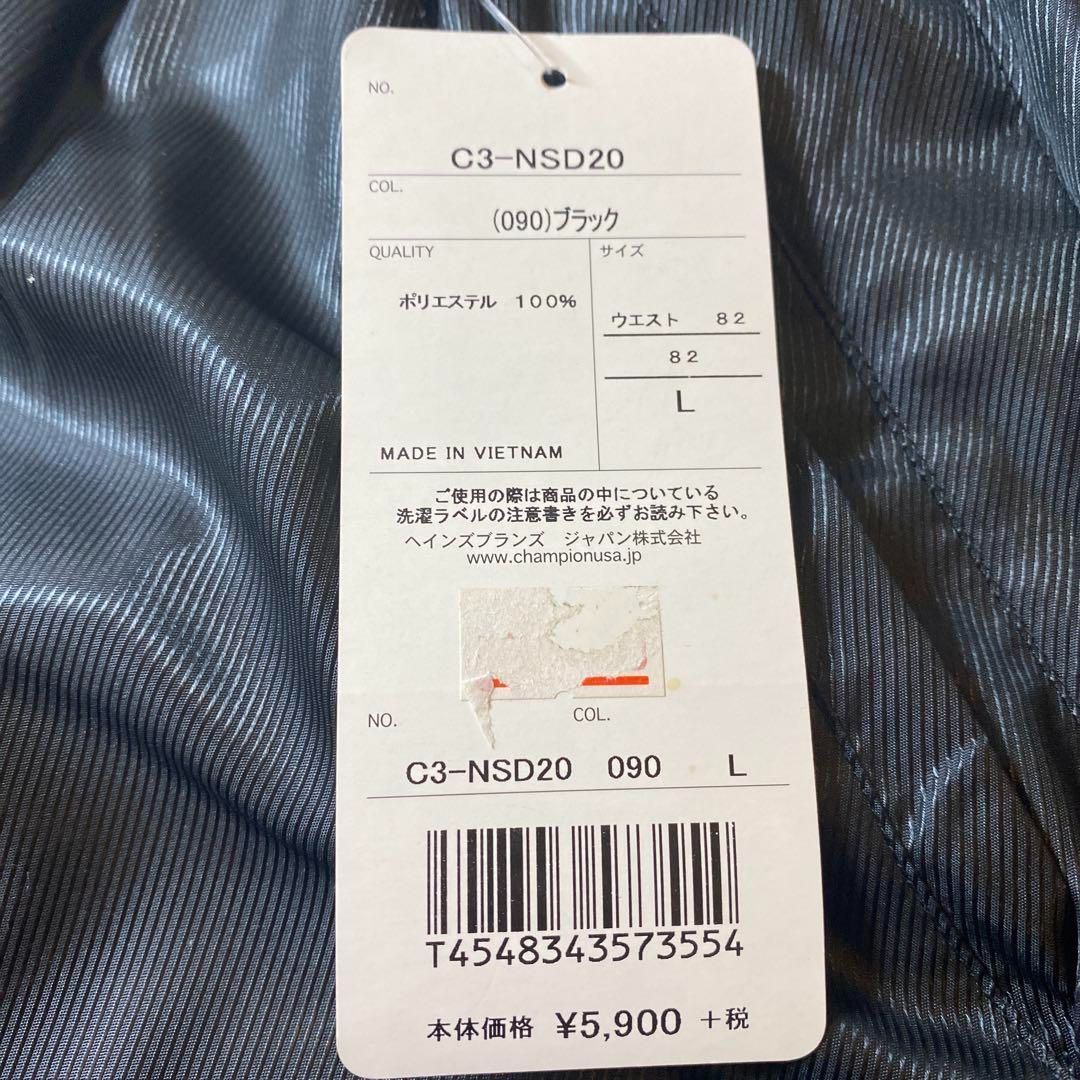 NO.
C3-NSD20
COL.
(090)ブラック
QUALITY
ポリエステル 100%
MADE IN VIETNAM
サイズ
ウエスト 82
82
L
ご使用の際は商品の中についている
洗濯ラベルの注意書きを必ずお読み下さい。
ヘインズブランズ ジャパン株式会社
www.championusa.jp
NO. COL.
C3-NSD20 090 L
T4548343573554
本体価格 ¥5,900 +税